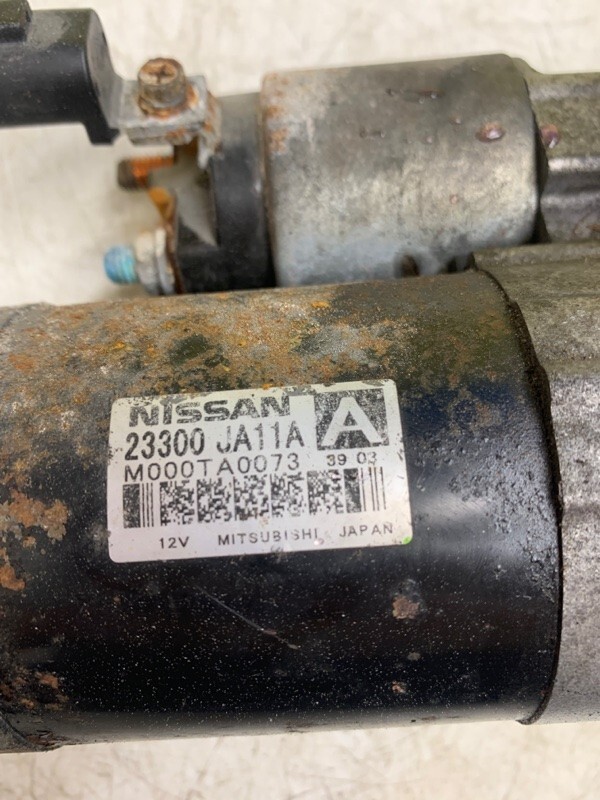 NISSAN
A
23300 JA11A
M000TA0073 39 03
12V MITSUBISHI JAPAN